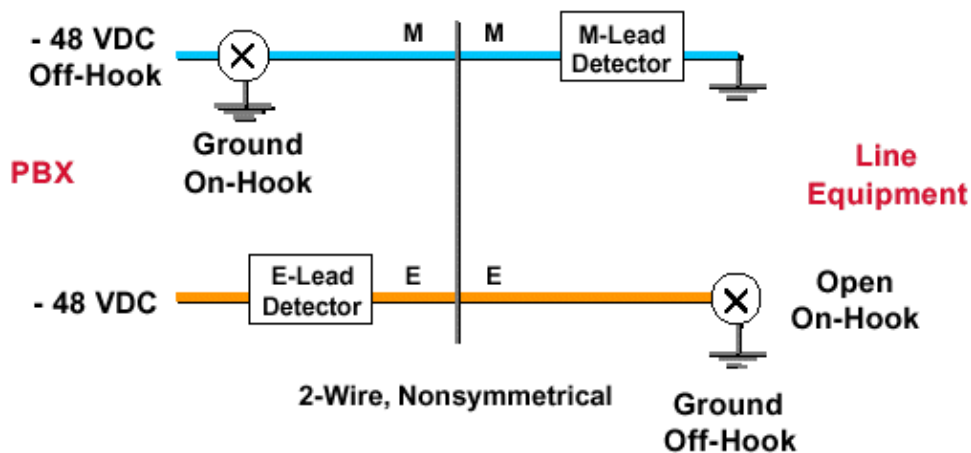 - 48 VDC
Off-Hook
M
M
M-Lead
Detector
Ground
On-Hook
PBX
Line
Equipment
- 48 VDC
E-Lead
Detector
E
E
Open
On-Hook
2-Wire, Nonsymmetrical
Ground
Off-Hook